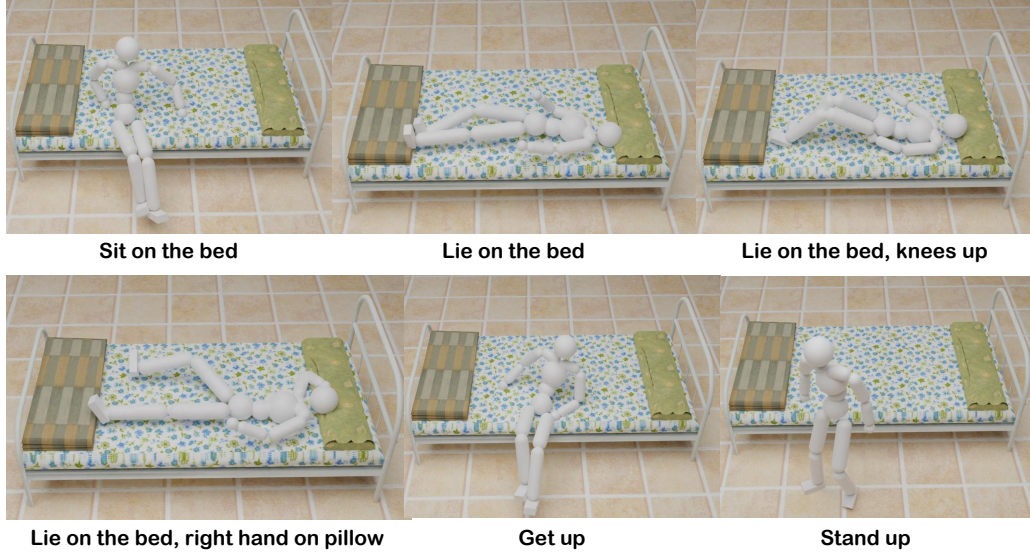 Sit on the bed
Lie on the bed
Lie on the bed, knees up
Lie on the bed, right hand on pillow
Get up
Stand up